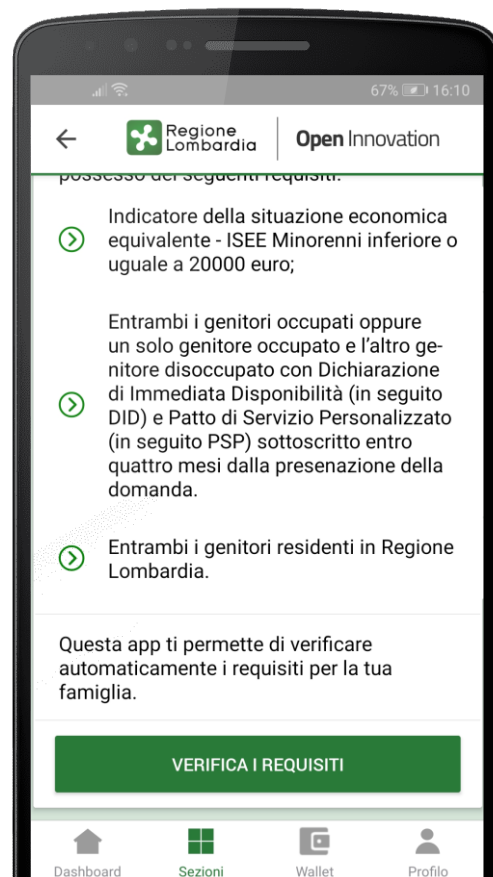 67% 16:10
Regione
Lombardia
Open Innovation
possesso dei seguenti requisiti:
Indicatore della situazione economica
equivalente - ISEE Minorenni inferiore o
uguale a 20000 euro;
Entrambi i genitori occupati oppure
un solo genitore occupato e l'altro ge-
nitore disoccupato con Dichiarazione
di Immediata Disponibilità (in seguito
DID) e Patto di Servizio Personalizzato
(in seguito PSP) sottoscritto entro
quattro mesi dalla presenazione della
domanda.
Entrambi i genitori residenti in Regione
Lombardia.
Questa app ti permette di verificare
automaticamente i requisiti per la tua
famiglia.
VERIFICA I REQUISITI
Dashboard Sezioni Wallet Profilo